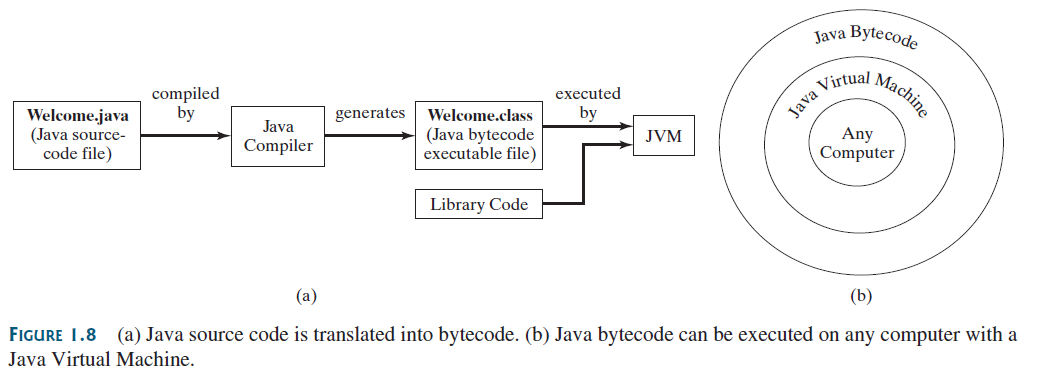 Welcome.java
(Java source-
code file)
compiled
by
Java
Compiler
generates
Welcome.class
(Java bytecode
executable file)
executed
by
JVM
Library Code
(a)
Java Bytecode
Java Virtual Machine
Any
Computer
(b)
FIGURE 1.8 (a) Java source code is translated into bytecode. (b) Java bytecode can be executed on any computer with a
Java Virtual Machine.